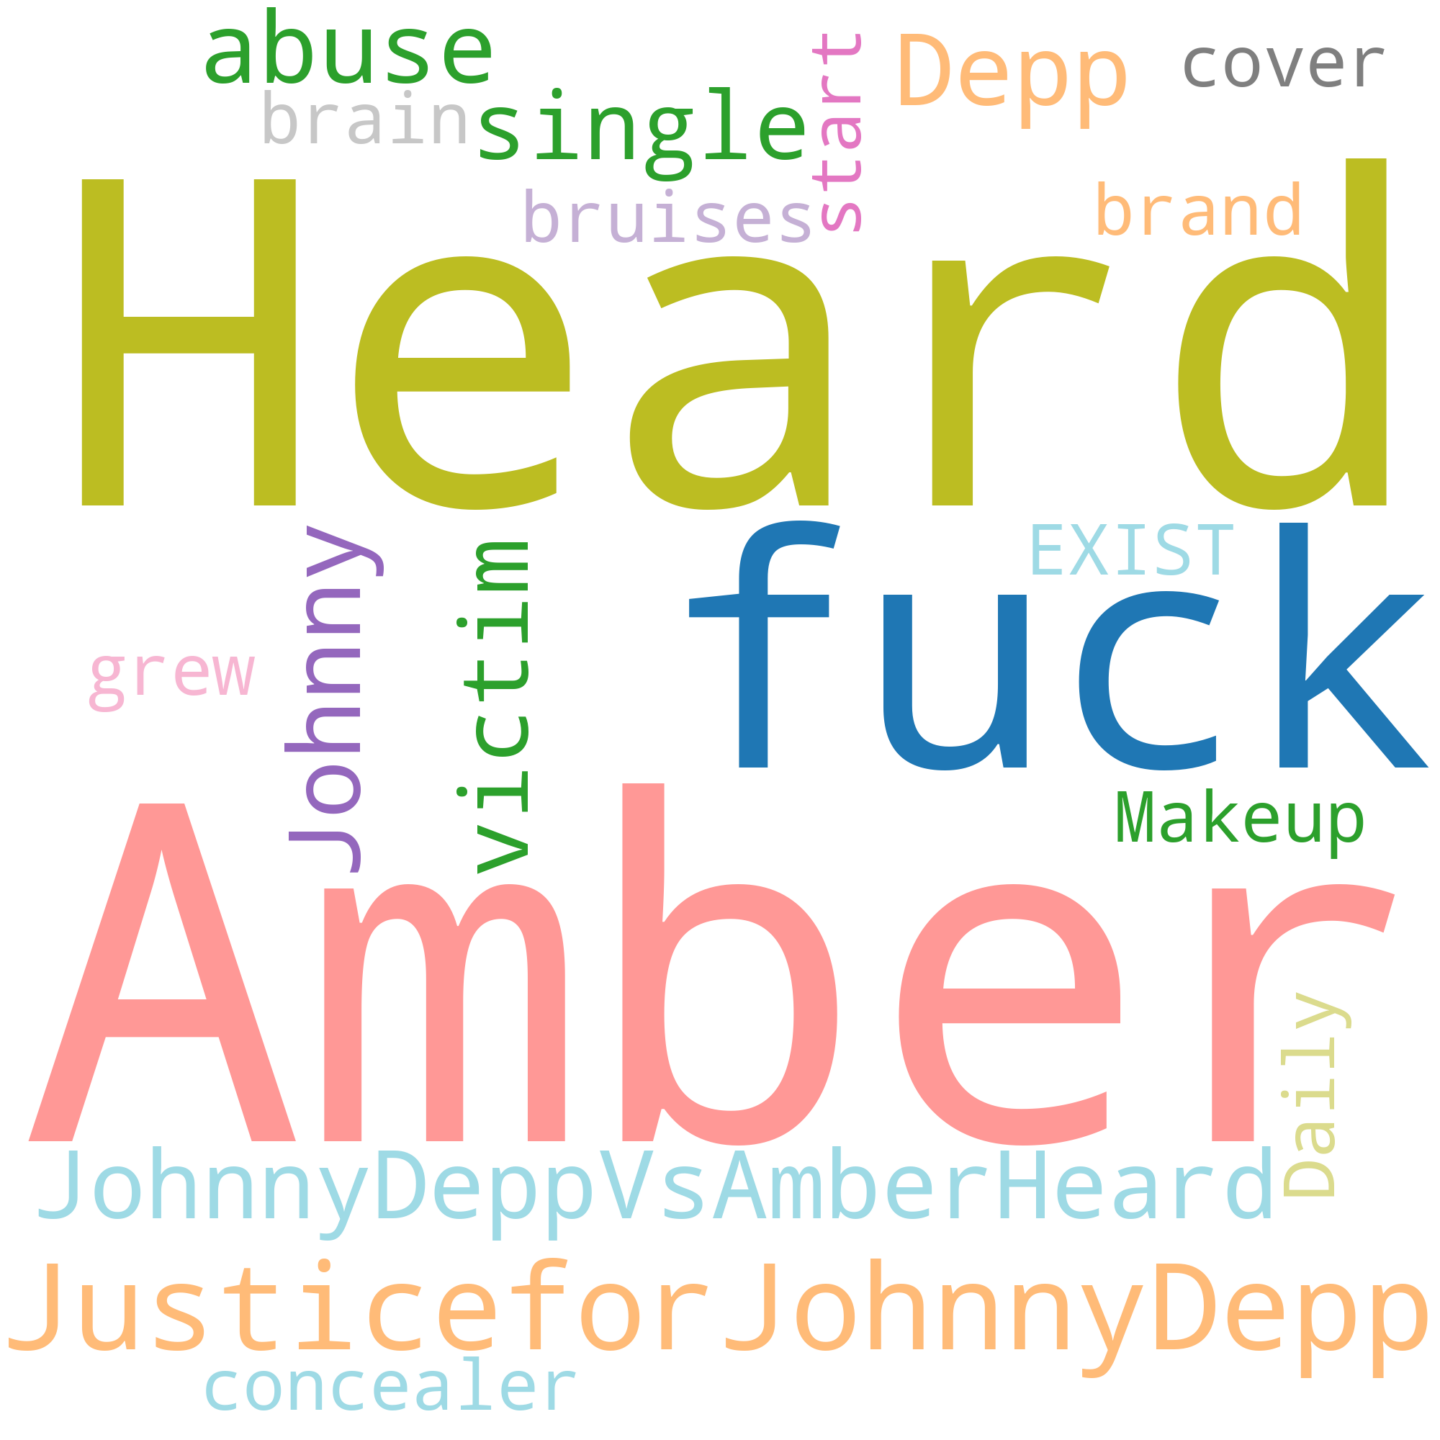 abuse
Depp
cover
brain
single
start
bruises
brand
Heard
Johnny
victim
fuck
EXIST
grew
Makeup
Amber
Daily
JohnnyDeppVsAmberHeard
JusticeforJohnnyDepp
concealer